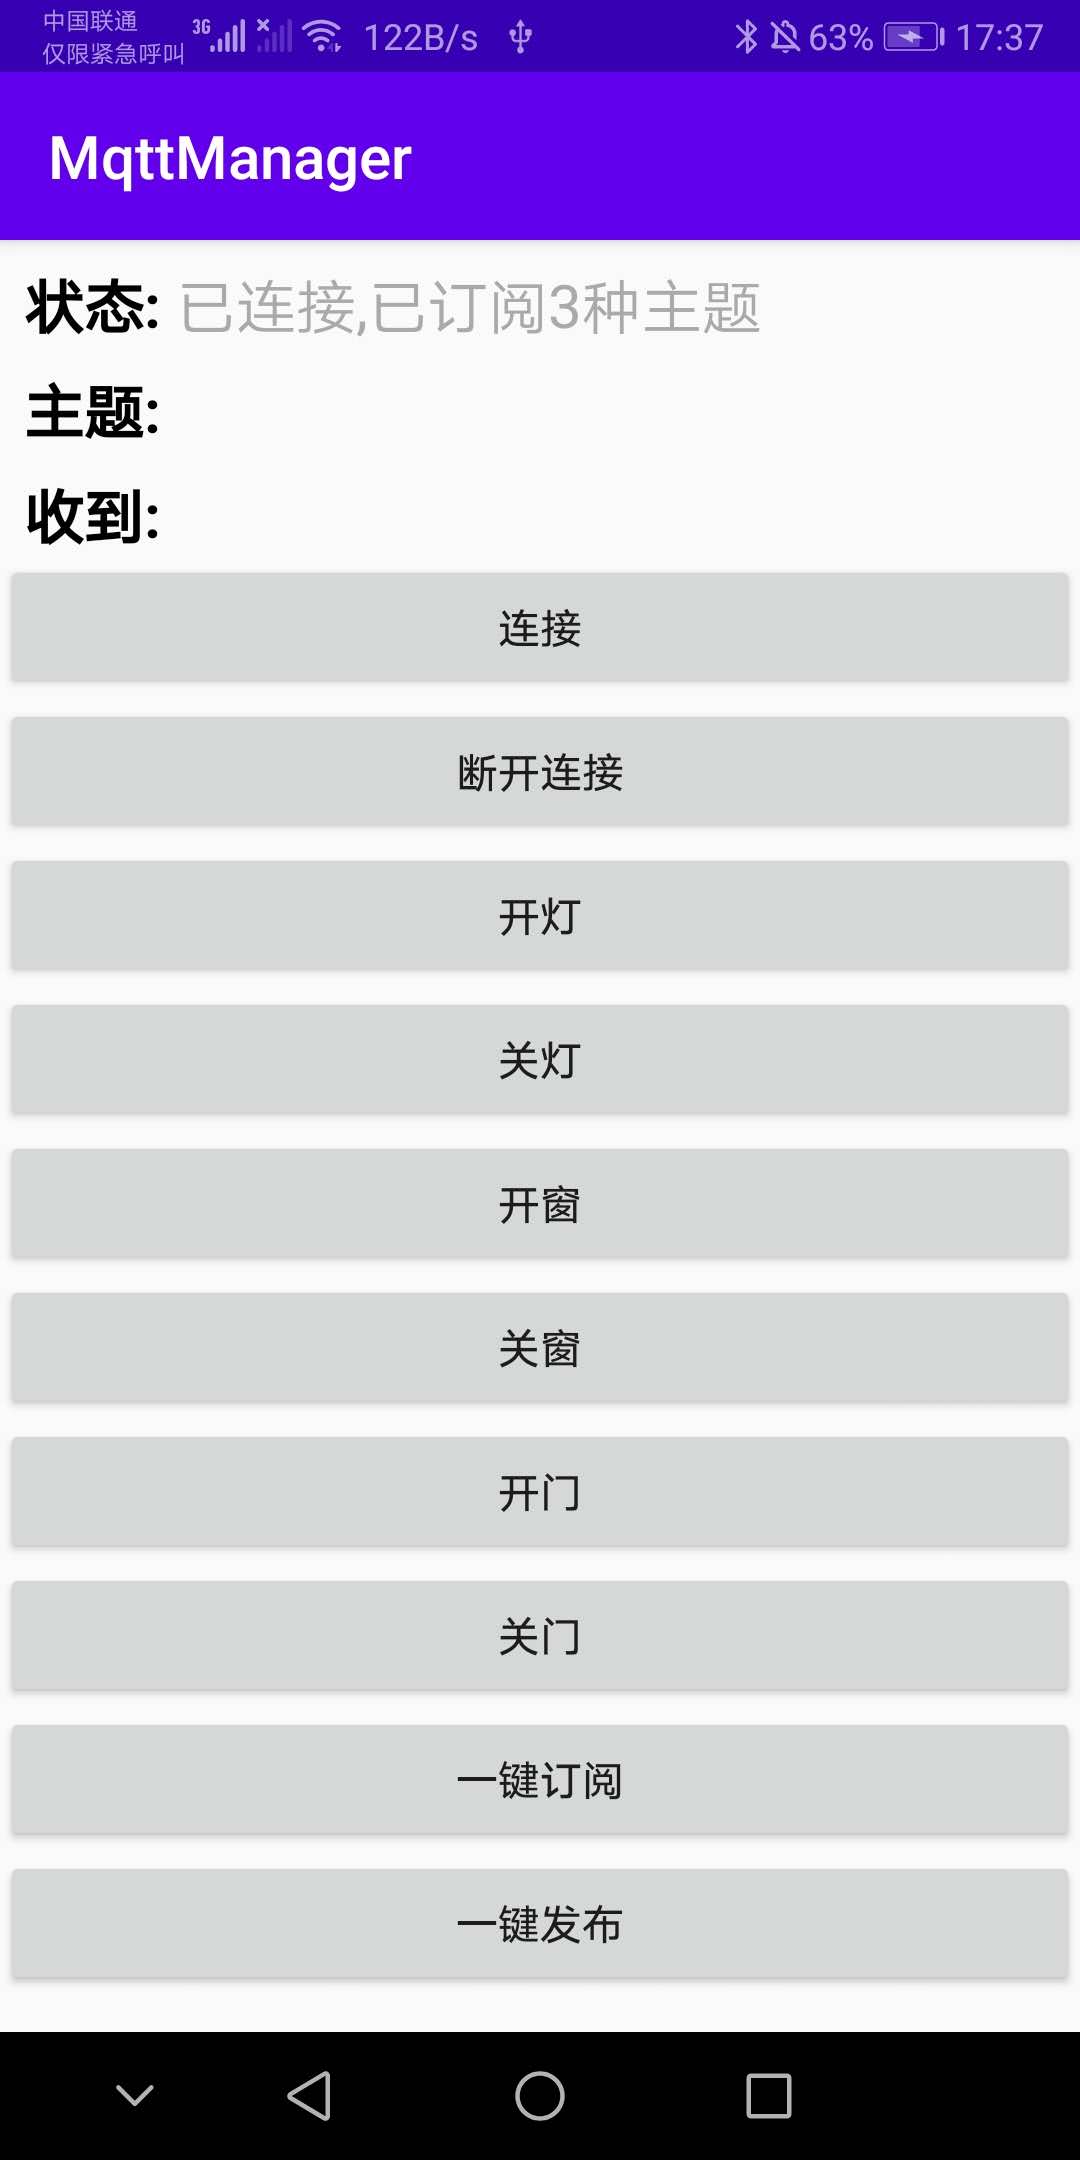 中国联通
仅限紧急呼叫
3G 122B/s 63% 17:37
MqttManager
状态: 已连接,已订阅3种主题
主题:
收到:
连接
断开连接
开灯
关灯
开窗
关窗
开门
关门
一键订阅
一键发布